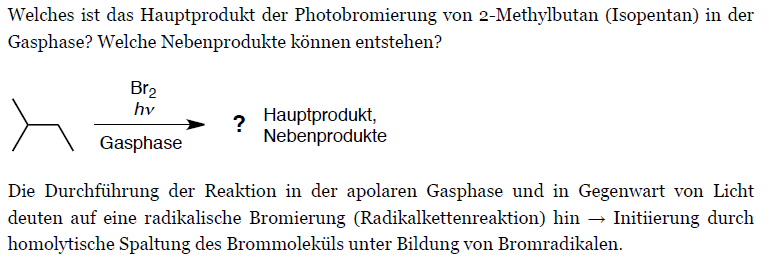 Welches ist das Hauptprodukt der Photobromierung von 2-Methylbutan (Isopentan) in der
Gasphase? Welche Nebenprodukte können entstehen?
Br₂
hν
Gasphase
? Hauptprodukt,
Nebenprodukte
Die Durchführung der Reaktion in der apolaren Gasphase und in Gegenwart von Licht
deuten auf eine radikalische Bromierung (Radikalkettenreaktion) hin → Initiierung durch
homolytische Spaltung des Brommoleküls unter Bildung von Bromradikalen.